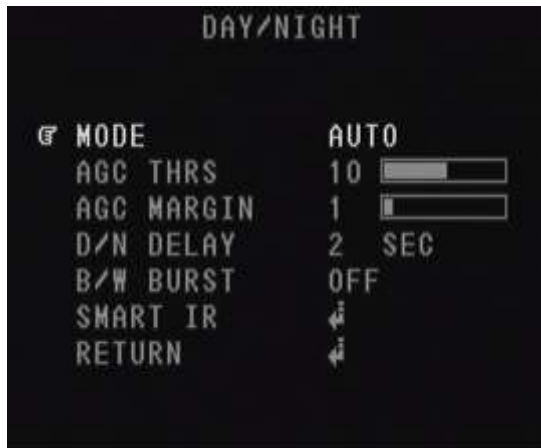 DAY/NIGHT
MODE AUTO
AGC THRS 10
AGC MARGIN 1
D/N DELAY 2 SEC
B/W BURST OFF
SMART IR
RETURN